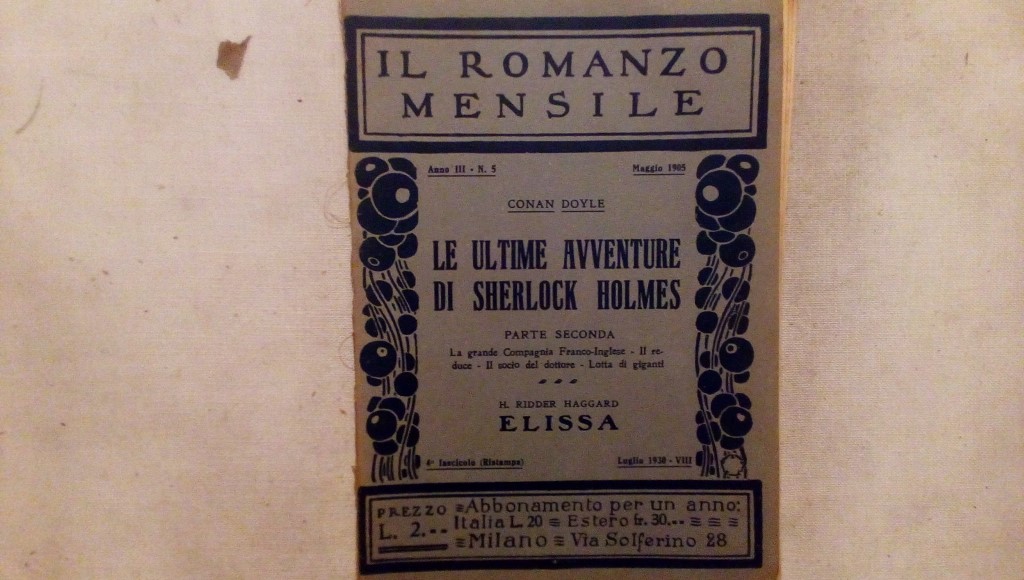 IL ROMANZO
MENSILE
Anno III - N. 5
Maggio 1905
CONAN DOYLE
LE ULTIME AVVENTURE
DI SHERLOCK HOLMES
PARTE SECONDA
La grande Compagnia Franco-Inglese - Il re-
duce - Il socio del dottore - Lotta di giganti
H. RIDDER HAGGARD
ELISSA
4º fascicolo (Ristampa)
Luglio 1930 - VIII
PREZZO
L. 2.--
Abbonamento per un anno:
Italia L. 20 = Estero fr. 30.--
Milano = Via Solferino 28